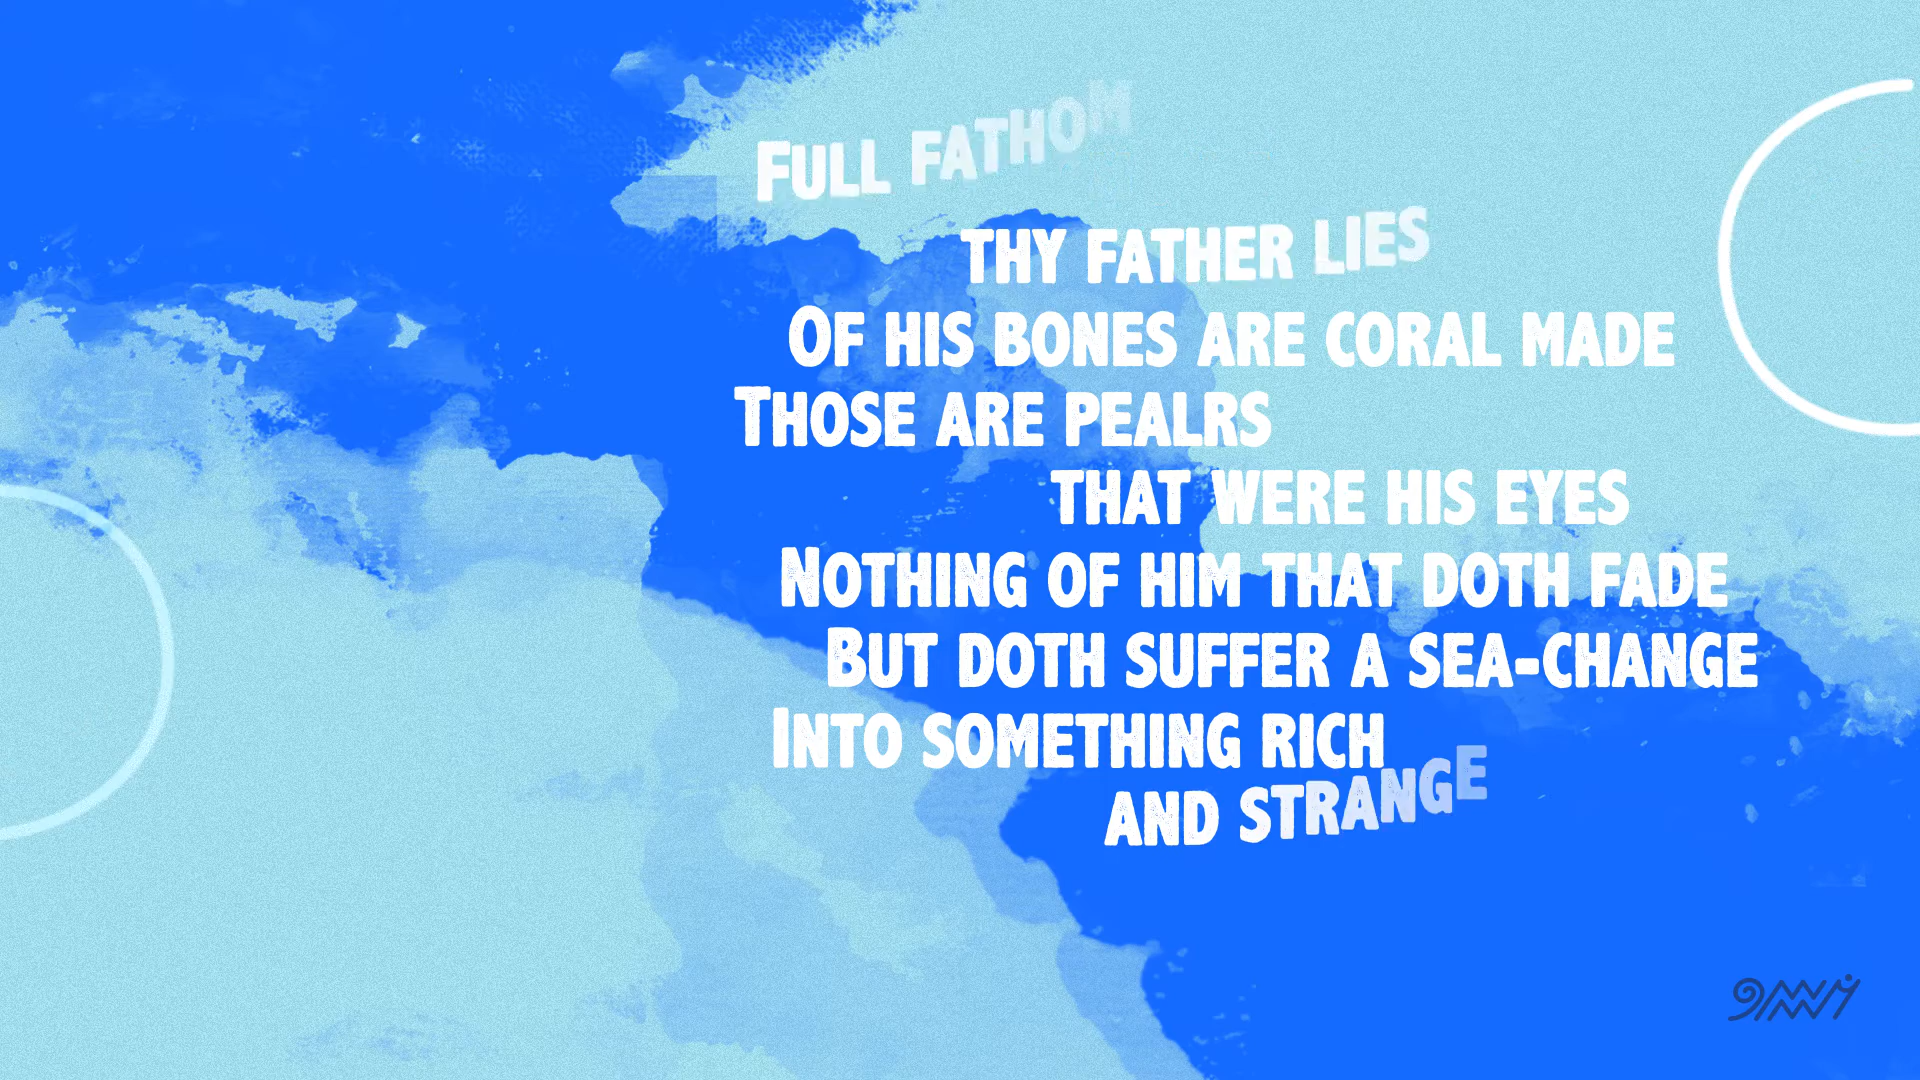 FULL FATHOM
THY FATHER LIES
OF HIS BONES ARE CORAL MADE
THOSE ARE PEALRS
THAT WERE HIS EYES
NOTHING OF HIM THAT DOTH FADE
BUT DOTH SUFFER A SEA-CHANGE
INTO SOMETHING RICH
AND STRANGE